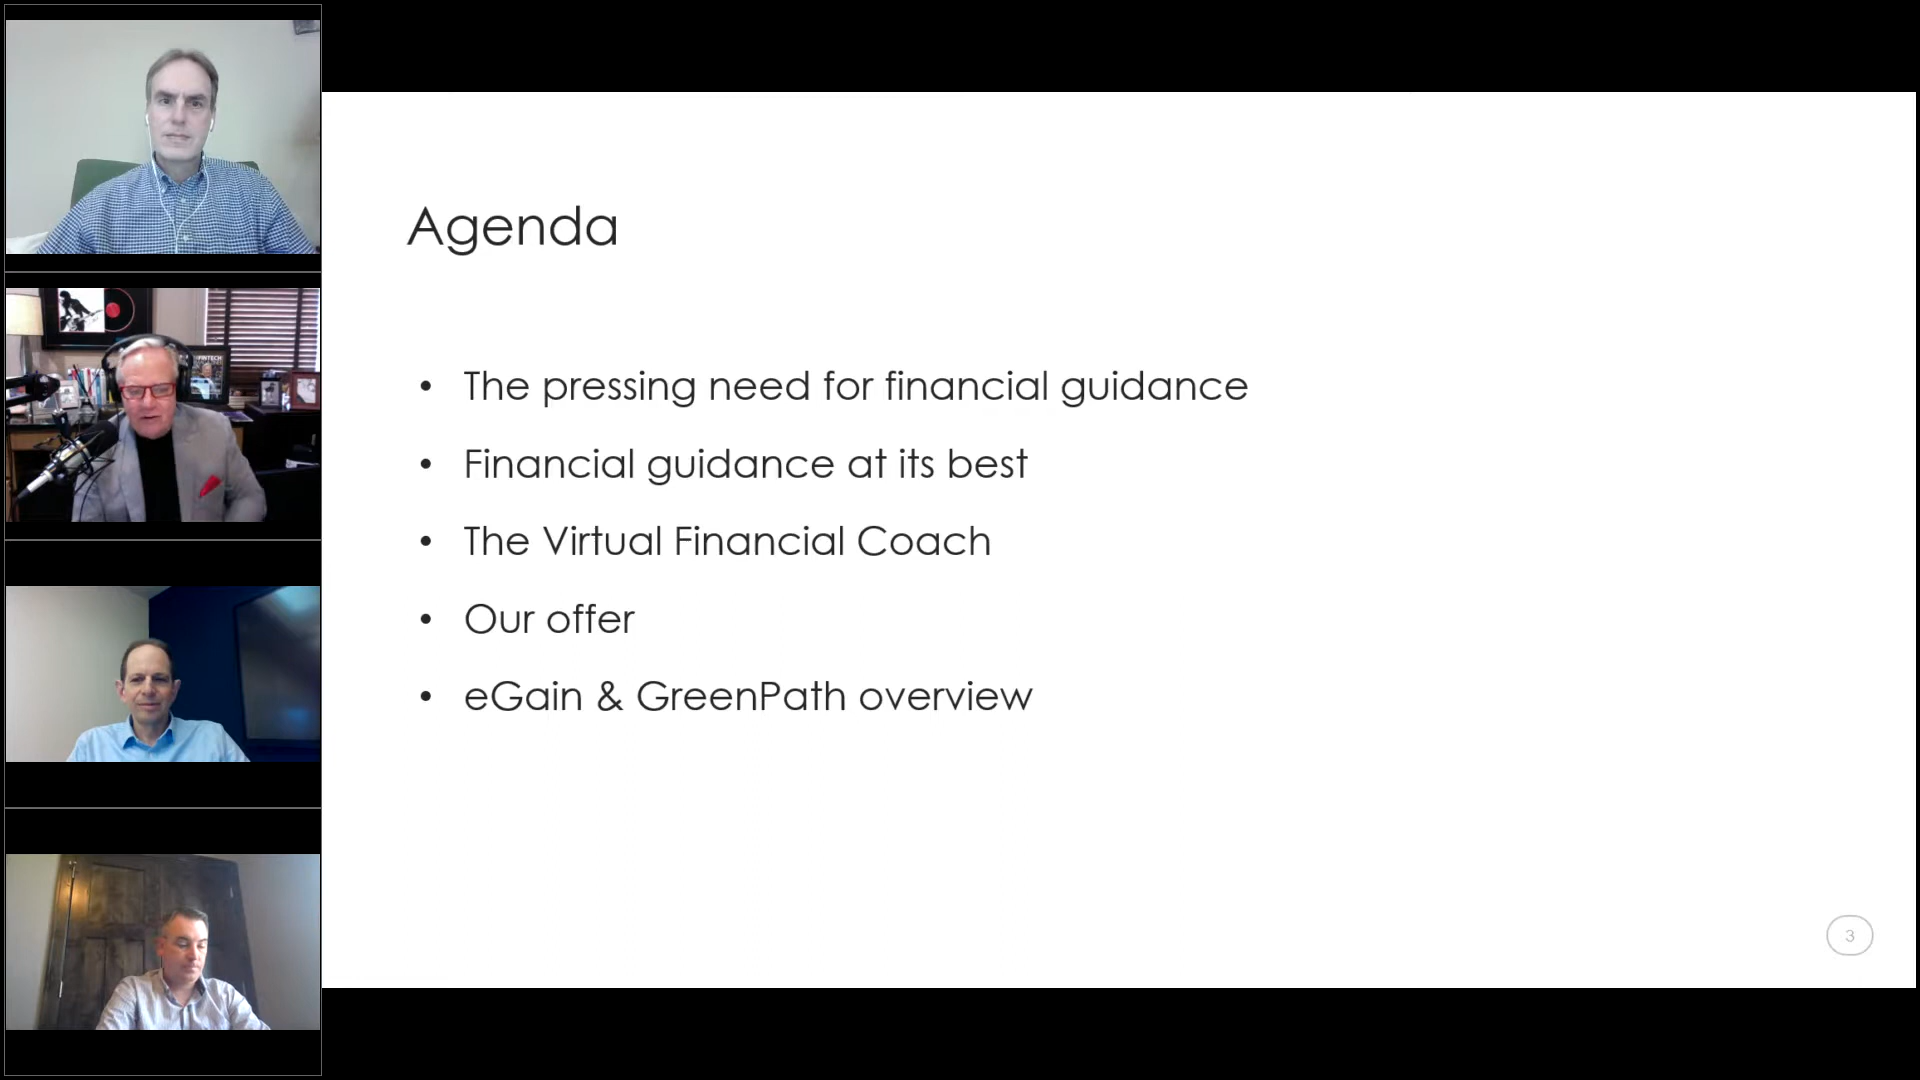 FINTECH
Agenda
• The pressing need for financial guidance
• Financial guidance at its best
• The Virtual Financial Coach
• Our offer
• eGain & GreenPath overview
3